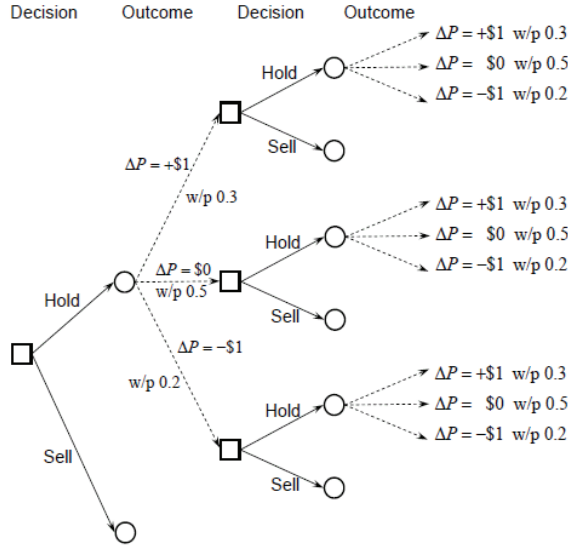 Decision Outcome Decision Outcome
ΔP = +$1 w/p 0.3
Hold
ΔP = $0 w/p 0.5
ΔP = −$1 w/p 0.2
Sell
ΔP = +$1
w/p 0.3
ΔP = +$1 w/p 0.3
Hold
ΔP = $0 w/p 0.5
ΔP = −$1 w/p 0.2
ΔP = $0
w/p 0.5
Hold
Sell
ΔP = −$1
w/p 0.2
ΔP = +$1 w/p 0.3
Hold
ΔP = $0 w/p 0.5
ΔP = −$1 w/p 0.2
Sell
Sell